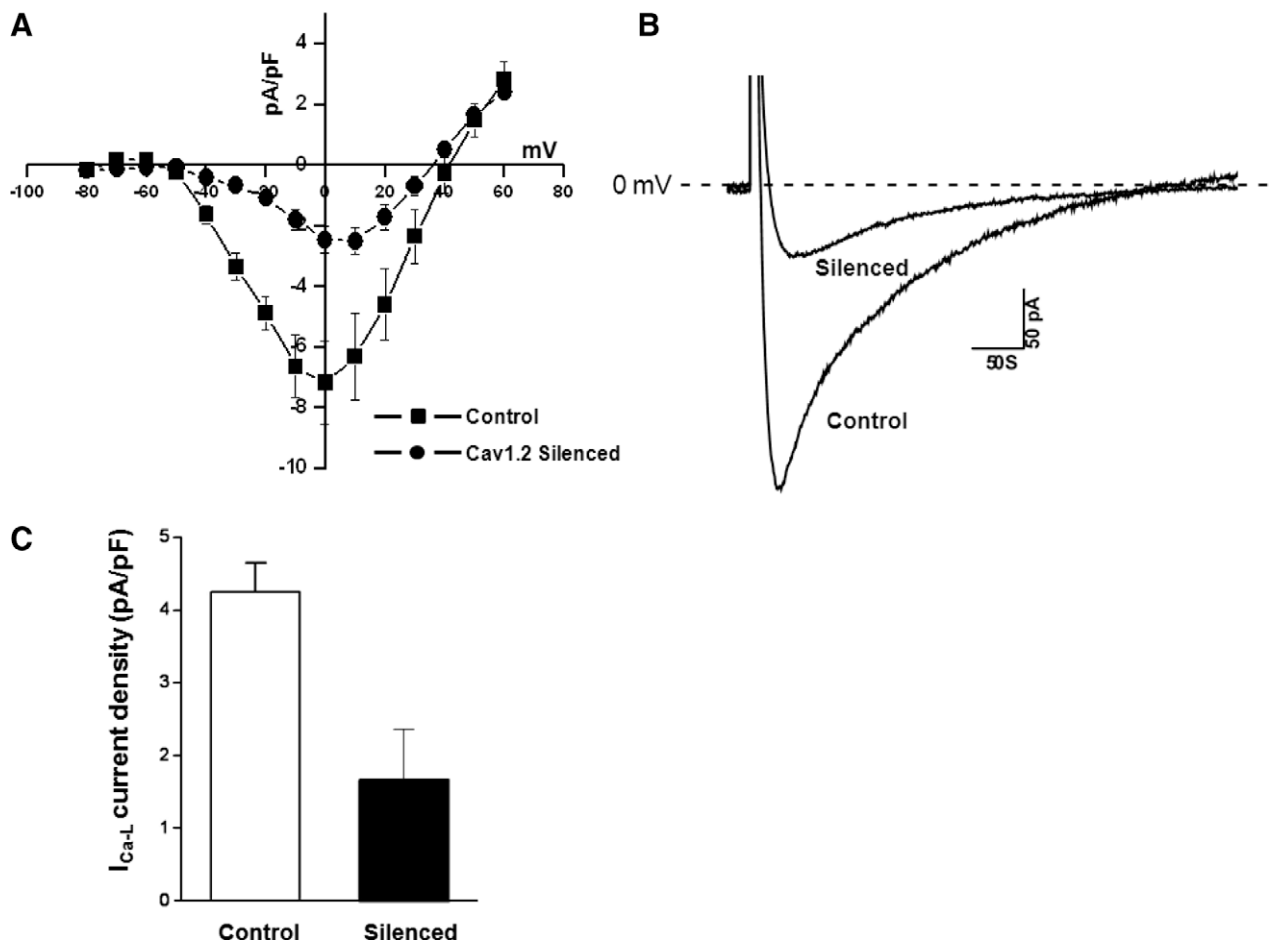 A
pA/pF
4
2
0
-2
-4
-6
-8
-10
mV
-100 -80 -60 -40 -20 0 20 40 60 80
Control
Cav1.2 Silenced
B
0 mV
Silenced
Control
50 pA
50S
C
I_Ca-L current density (pA/pF)
5
4
3
2
1
0
Control Silenced